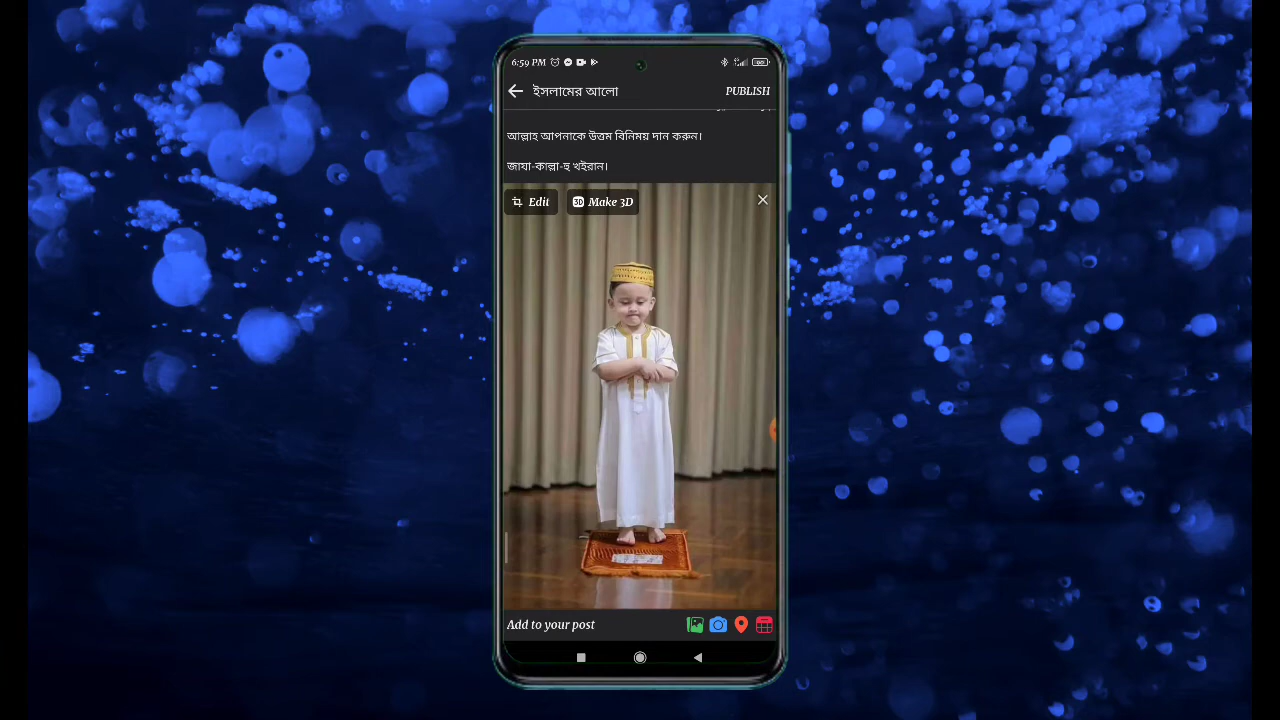 6:59 PM
ইসলামের আলো
PUBLISH
আল্লাহ আপনাকে উত্তম বিনিময় দান করুন।
জাযা-কাল্লা-হু খইরান।
Edit
3D Make 3D
Add to your post